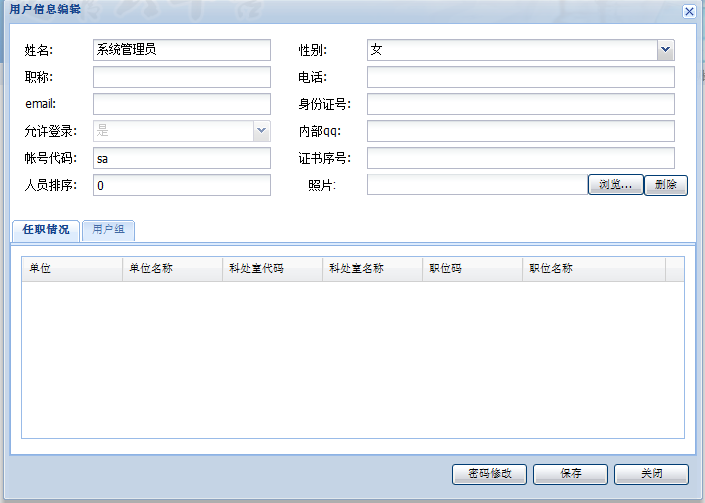 用户信息编辑
姓名: 系统管理员 性别: 女
职称: 电话:
email: 身份证号:
允许登录: 是 内部qq:
帐号代码: sa 证书序号:
人员排序: 0 照片: 浏览... 删除
任职情况 用户组
单位 单位名称 科处室代码 科处室名称 职位码 职位名称
密码修改 保存 关闭